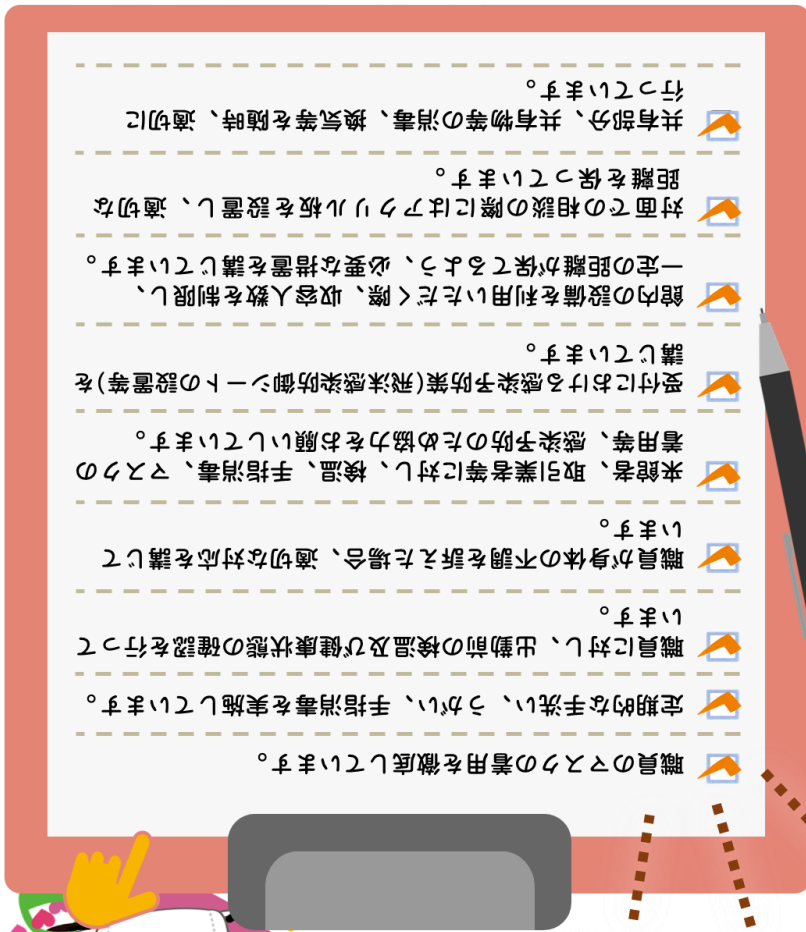 職員のマスクの着用を徹底しています。
定期的な手洗い、うがい、手指消毒を実施しています。
職員に対し、出勤前の検温及び健康状態の確認を行って
います。
職員が身体の不調を訴えた場合、適切な対応を講じて
います。
来館者、取引業者等に対し、検温、手指消毒、マスクの
着用等、感染予防のため協力をお願いしています。
受付における感染予防策(飛沫感染防御シートの設置等)を
講じています。
館内の設備を利用いただく際、収容人数を制限し、
一定の距離が保てるよう、必要な措置を講じています。
対面での相談の際にはアクリル板を設置し、適切な
距離を保っています。
共有部分、共有物等の消毒、換気等を随時、適切に
行っています。